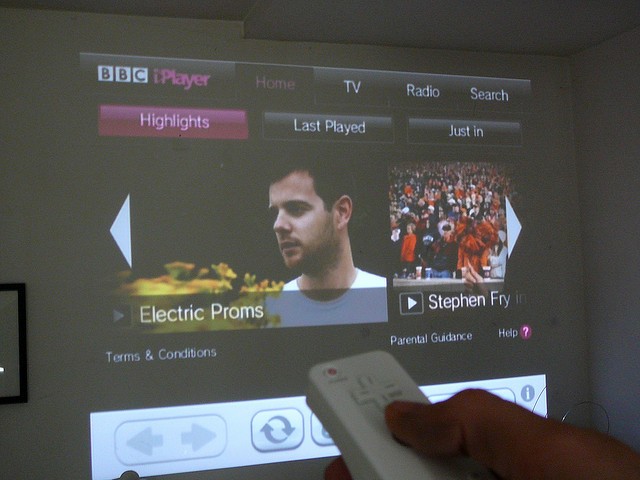 BBC iPlayer Home TV Radio Search
Highlights Last Played Just in
Electric Proms
Stephen Fry in
Terms & Conditions Parental Guidance Help ?
i